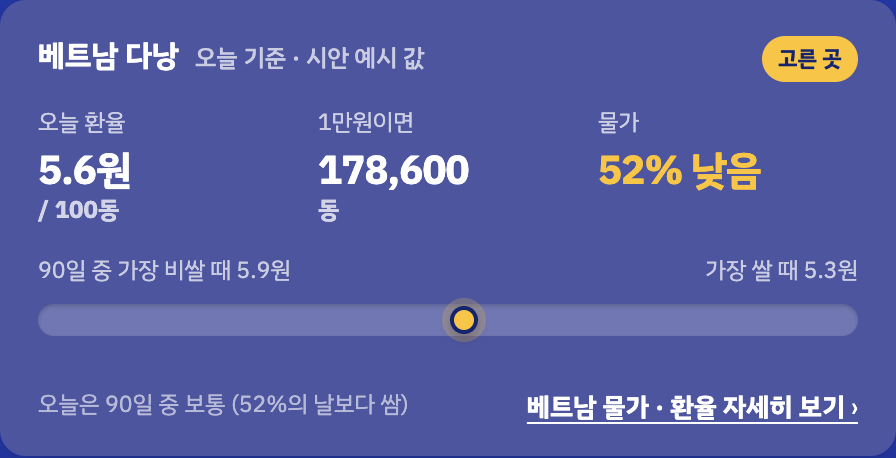 베트남 다낭 오늘 기준 · 시안 예시 값 고른 곳
오늘 환율 1만원이면 물가
5.6원 178,600 52% 낮음
/ 100동 동
90일 중 가장 비쌀 때 5.9원 가장 쌀 때 5.3원
오늘은 90일 중 보통 (52%의 날보다 쌈) 베트남 물가 · 환율 자세히 보기 ›